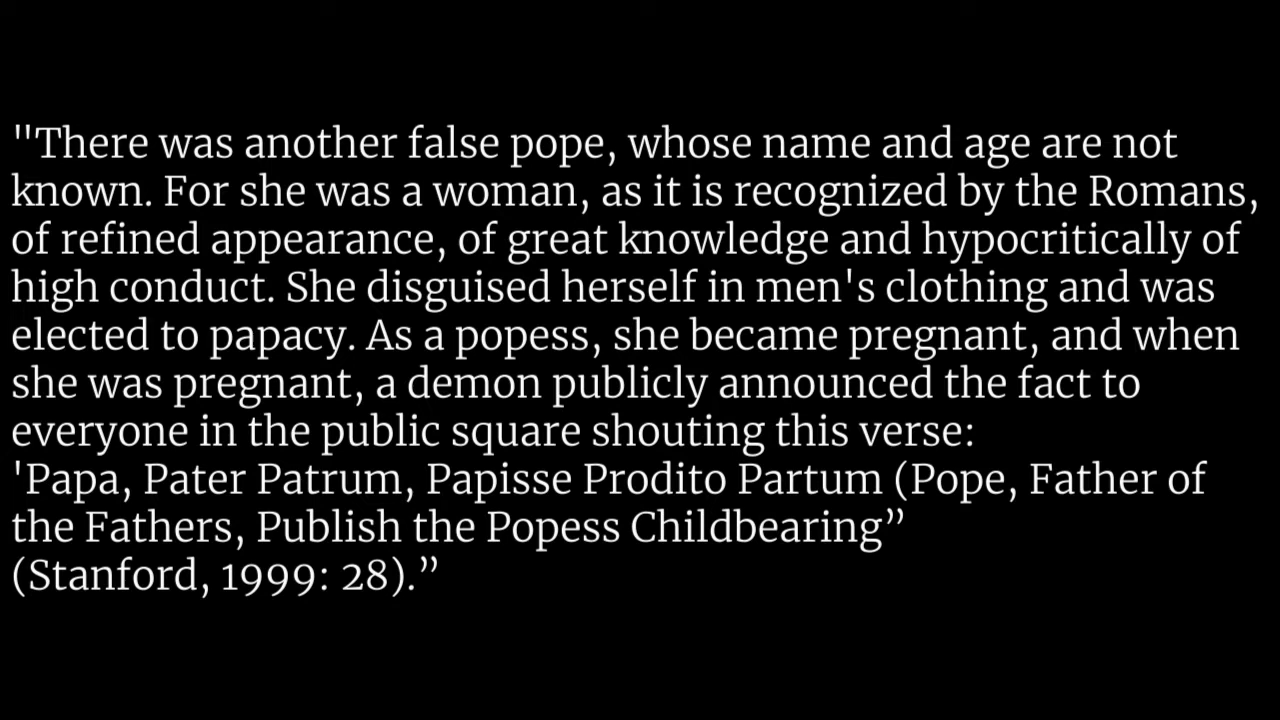 "There was another false pope, whose name and age are not
known. For she was a woman, as it is recognized by the Romans,
of refined appearance, of great knowledge and hypocritically of
high conduct. She disguised herself in men's clothing and was
elected to papacy. As a popess, she became pregnant, and when
she was pregnant, a demon publicly announced the fact to
everyone in the public square shouting this verse:
'Papa, Pater Patrum, Papisse Prodito Partum (Pope, Father of
the Fathers, Publish the Popess Childbearing”
(Stanford, 1999: 28).”